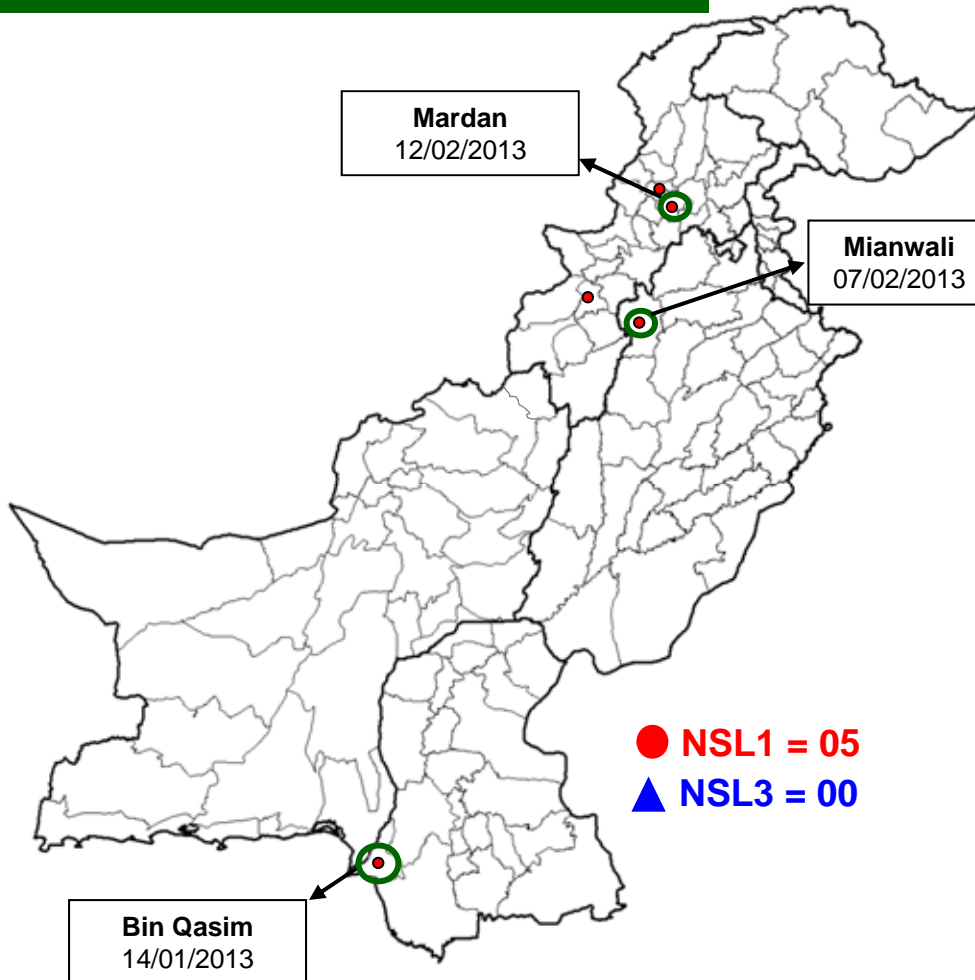 Mardan
12/02/2013
Mianwali
07/02/2013
NSL1 = 05
NSL3 = 00
Bin Qasim
14/01/2013